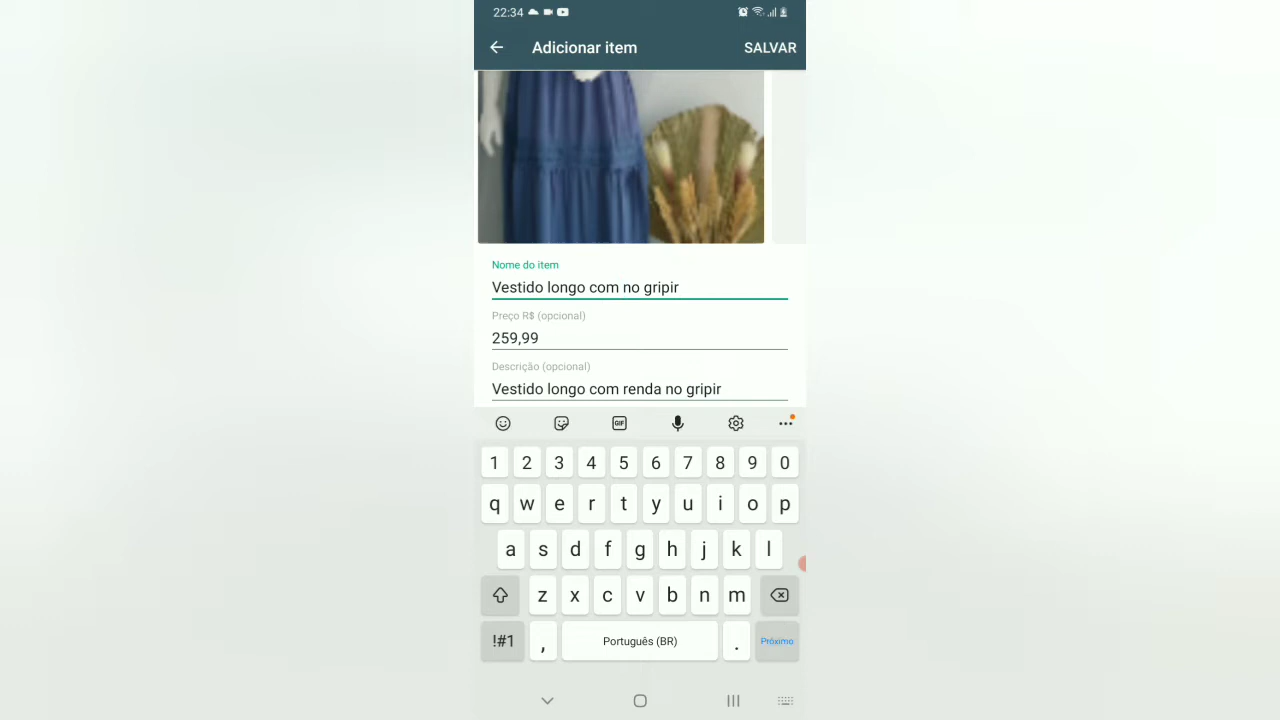 22:34
Adicionar item
SALVAR
Nome do item
Vestido longo com no gripir
Preço R$ (opcional)
259,99
Descrição (opcional)
Vestido longo com renda no gripir
GIF
1 2 3 4 5 6 7 8 9 0
q w e r t y u i o p
a s d f g h j k l
z x c v b n m
!#1 , Português (BR) . Próximo